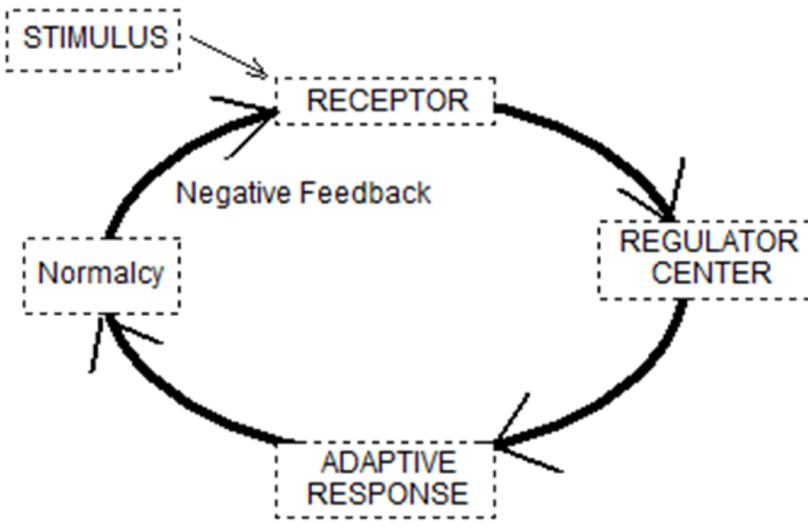 STIMULUS
RECEPTOR
Negative Feedback
REGULATOR
CENTER
Normalcy
ADAPTIVE
RESPONSE